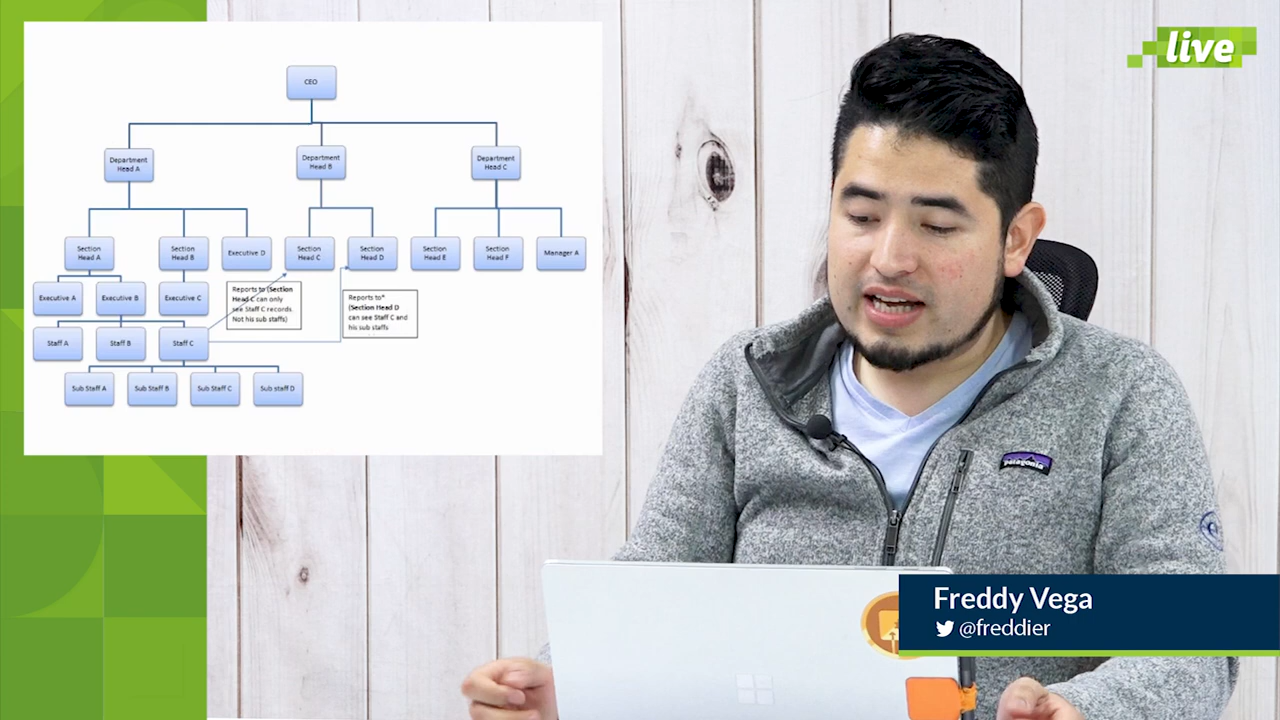 live
CEO
Department
Head A
Department
Head B
Department
Head C
Section
Head A
Section
Head B
Executive D
Section
Head C
Section
Head D
Section
Head E
Section
Head F
Manager A
Executive A
Executive B
Executive C
Reports to (Section
Head C can only
see Staff C records.
Not his sub staffs)
Reports to*
(Section Head D
can see Staff C and
his sub staffs
Staff A
Staff B
Staff C
Sub Staff A
Sub Staff B
Sub Staff C
Sub staff D
patagonia
Freddy Vega
@freddier